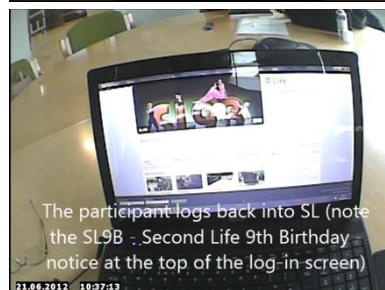 The participant logs back into SL (note
the SL9B - Second Life 9th Birthday
notice at the top of the log-in screen)
21.06.2012 10:37:13